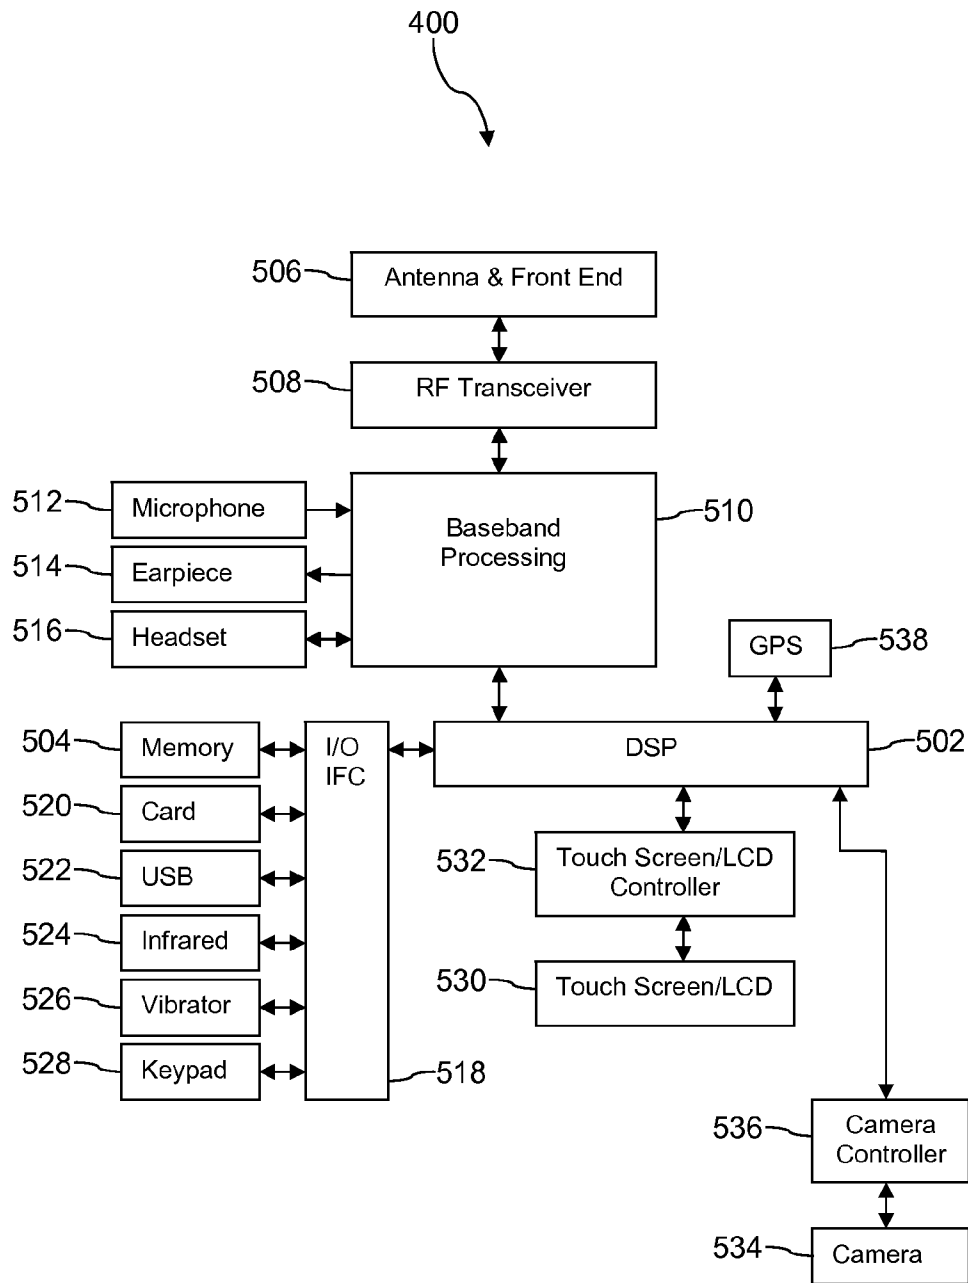 400
506
Antenna & Front End
508
RF Transceiver
512
Microphone
Baseband
Processing
510
514
Earpiece
516
Headset
GPS
538
504
Memory
I/O
IFC
DSP
502
520
Card
532
Touch Screen/LCD
Controller
522
USB
524
Infrared
530
Touch Screen/LCD
526
Vibrator
528
Keypad
518
536
Camera
Controller
534
Camera